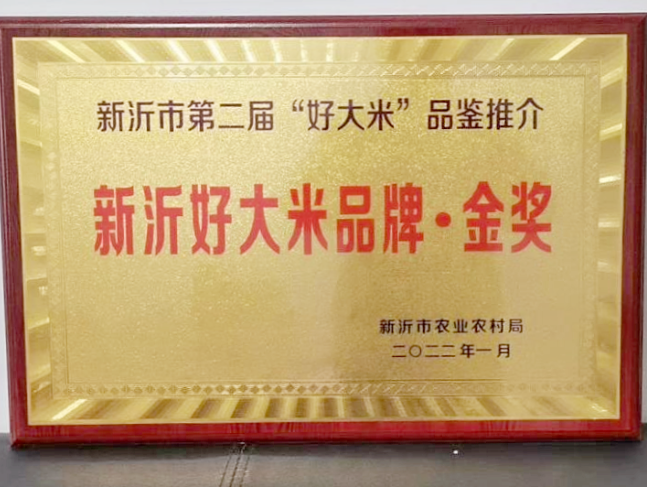 新沂市第二届“好大米”品鉴推介
新沂好大米品牌·金奖
新沂市农业农村局
二〇二二年一月